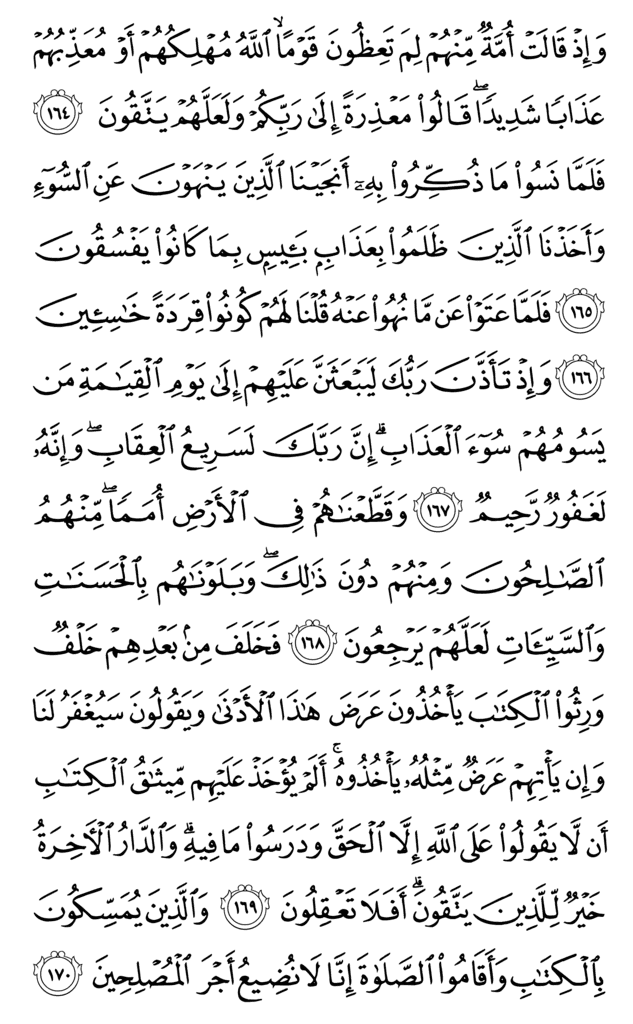 وَإِذْ قَالَتْ أُمَّةٌ مِّنْهُمْ لِمَ تَعِظُونَ قَوْمًا ۙ ٱللَّهُ مُهْلِكُهُمْ أَوْ مُعَذِّبُهُمْ
عَذَابًا شَدِيدًا ۖ قَالُوا۟ مَعْذِرَةً إِلَىٰ رَبِّكُمْ وَلَعَلَّهُمْ يَتَّقُونَ ١٦٤
فَلَمَّا نَسُوا۟ مَا ذُكِّرُوا۟ بِهِۦٓ أَنجَيْنَا ٱلَّذِينَ يَنْهَوْنَ عَنِ ٱلسُّوٓءِ
وَأَخَذْنَا ٱلَّذِينَ ظَلَمُوا۟ بِعَذَابٍۭ بَـِٔيسٍۭ بِمَا كَانُوا۟ يَفْسُقُونَ
١٦٥ فَلَمَّا عَتَوْا۟ عَن مَّا نُهُوا۟ عَنْهُ قُلْنَا لَهُمْ كُونُوا۟ قِرَدَةً خَـٰسِـِٔينَ
١٦٦ وَإِذْ تَأَذَّنَ رَبُّكَ لَيَبْعَثَنَّ عَلَيْهِمْ إِلَىٰ يَوْمِ ٱلْقِيَـٰمَةِ مَن
يَسُومُهُمْ سُوٓءَ ٱلْعَذَابِ ۗ إِنَّ رَبَّكَ لَسَرِيعُ ٱلْعِقَابِ ۖ وَإِنَّهُۥ
لَغَفُورٌ رَّحِيمٌ ١٦٧ وَقَطَّعْنَـٰهُمْ فِى ٱلْأَرْضِ أُمَمًا ۖ مِّنْهُمُ
ٱلصَّـٰلِحُونَ وَمِنْهُمْ دُونَ ذَٰلِكَ ۖ وَبَلَوْنَـٰهُم بِٱلْحَسَنَـٰتِ
وَٱلسَّيِّـَٔاتِ لَعَلَّهُمْ يَرْجِعُونَ ١٦٨ فَخَلَفَ مِنۢ بَعْدِهِمْ خَلْفٌ
وَرِثُوا۟ ٱلْكِتَـٰبَ يَأْخُذُونَ عَرَضَ هَـٰذَا ٱلْأَدْنَىٰ وَيَقُولُونَ سَيُغْفَرُ لَنَا
وَإِن يَأْتِهِمْ عَرَضٌ مِّثْلُهُۥ يَأْخُذُوهُ ۚ أَلَمْ يُؤْخَذْ عَلَيْهِم مِّيثَـٰقُ ٱلْكِتَـٰبِ
أَن لَّا يَقُولُوا۟ عَلَى ٱللَّهِ إِلَّا ٱلْحَقَّ وَدَرَسُوا۟ مَا فِيهِ ۗ وَٱلدَّارُ ٱلْـَٔاخِرَةُ
خَيْرٌ لِّلَّذِينَ يَتَّقُونَ ۗ أَفَلَا تَعْقِلُونَ ١٦٩ وَٱلَّذِينَ يُمَسِّكُونَ
بِٱلْكِتَـٰبِ وَأَقَامُوا۟ ٱلصَّلَوٰةَ إِنَّا لَا نُضِيعُ أَجْرَ ٱلْمُصْلِحِينَ ١٧٠